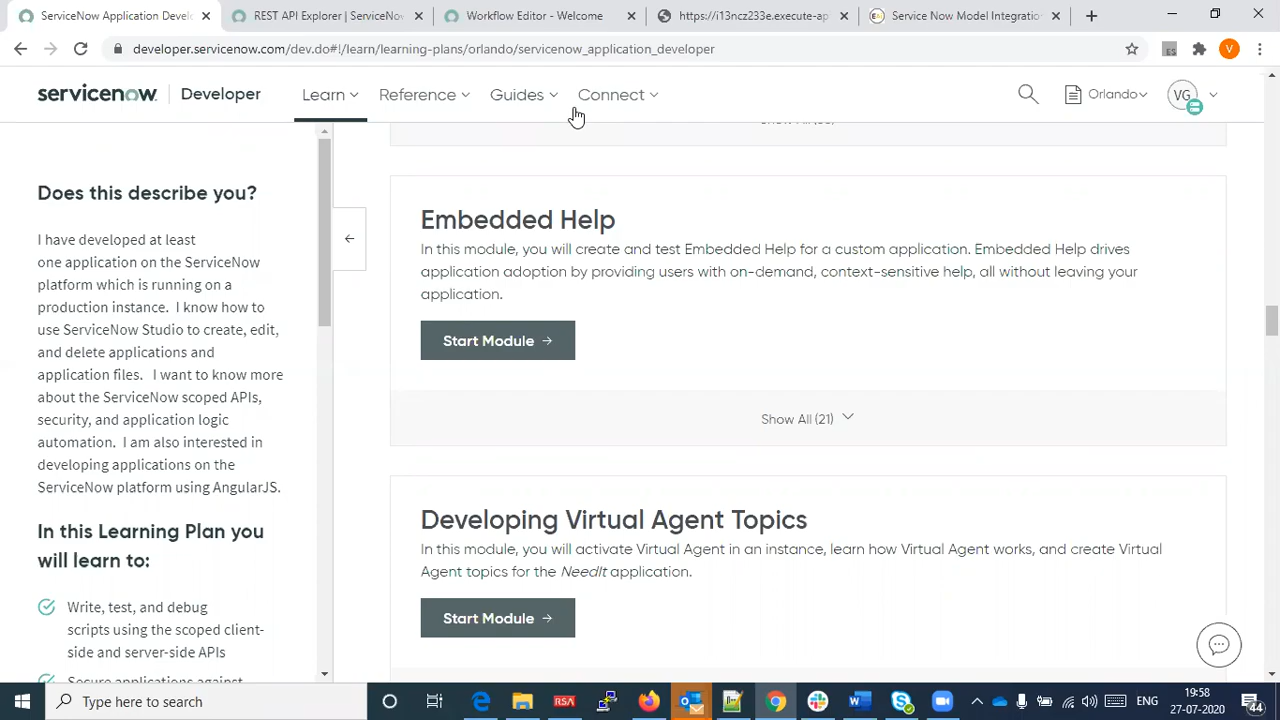 ServiceNow Application Devel
REST API Explorer | ServiceNow
Workflow Editor - Welcome
https://i13ncz233e.execute-ap
Service Now Model Integration
developer.servicenow.com/dev.do#!/learn/learning-plans/orlando/servicenow_application_developer
V
servicenow
Developer
Learn
Reference
Guides
Connect
Orlando
VG
Does this describe you?
I have developed at least
one application on the ServiceNow
platform which is running on a
production instance. I know how to
use ServiceNow Studio to create, edit,
and delete applications and
application files. I want to know more
about the ServiceNow scoped APIs,
security, and application logic
automation. I am also interested in
developing applications on the
ServiceNow platform using AngularJS.
In this Learning Plan you
will learn to:
Write, test, and debug
scripts using the scoped client-
side and server-side APIs
Secure applications against
Embedded Help
In this module, you will create and test Embedded Help for a custom application. Embedded Help drives
application adoption by providing users with on-demand, context-sensitive help, all without leaving your
application.
Start Module →
Show All (21)
Developing Virtual Agent Topics
In this module, you will activate Virtual Agent in an instance, learn how Virtual Agent works, and create Virtual
Agent topics for the NeedIt application.
Start Module →
Type here to search
RSA
ENG
19:58
27-07-2020
44